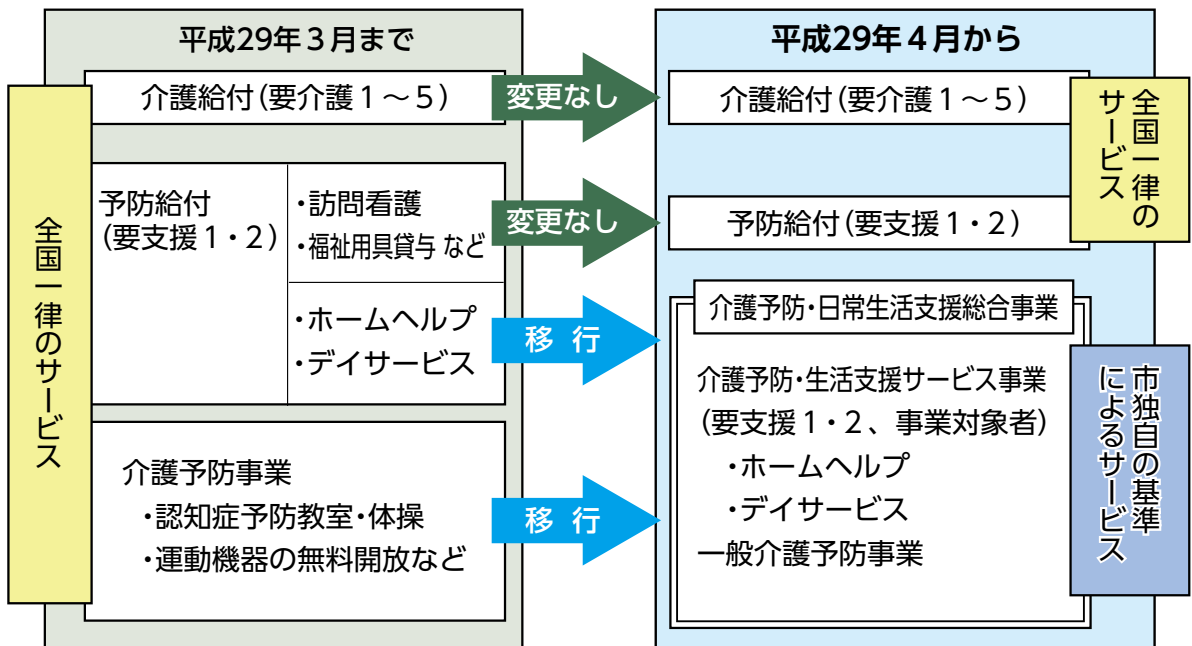 平成29年3月まで
全国一律のサービス
介護給付(要介護1~5)
変更なし
予防給付
(要支援1・2)
・訪問看護
・福祉用具貸与 など
変更なし
・ホームヘルプ
・デイサービス
移 行
介護予防事業
・認知症予防教室・体操
・運動機器の無料開放など
移 行
平成29年4月から
介護給付(要介護1~5)
全国一律の
サービス
予防給付(要支援1・2)
介護予防・日常生活支援総合事業
介護予防・生活支援サービス事業
(要支援1・2、事業対象者)
・ホームヘルプ
・デイサービス
一般介護予防事業
市独自の基準
によるサービス